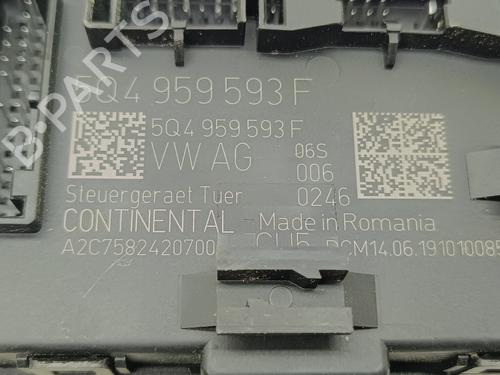 5Q4 959 593 F
5Q4 959 593 F
VW AG 06S
006
Steuergeraet Tuer 0246
CONTINENTAL Made in Romania
A2C7582420700
B-PARTS